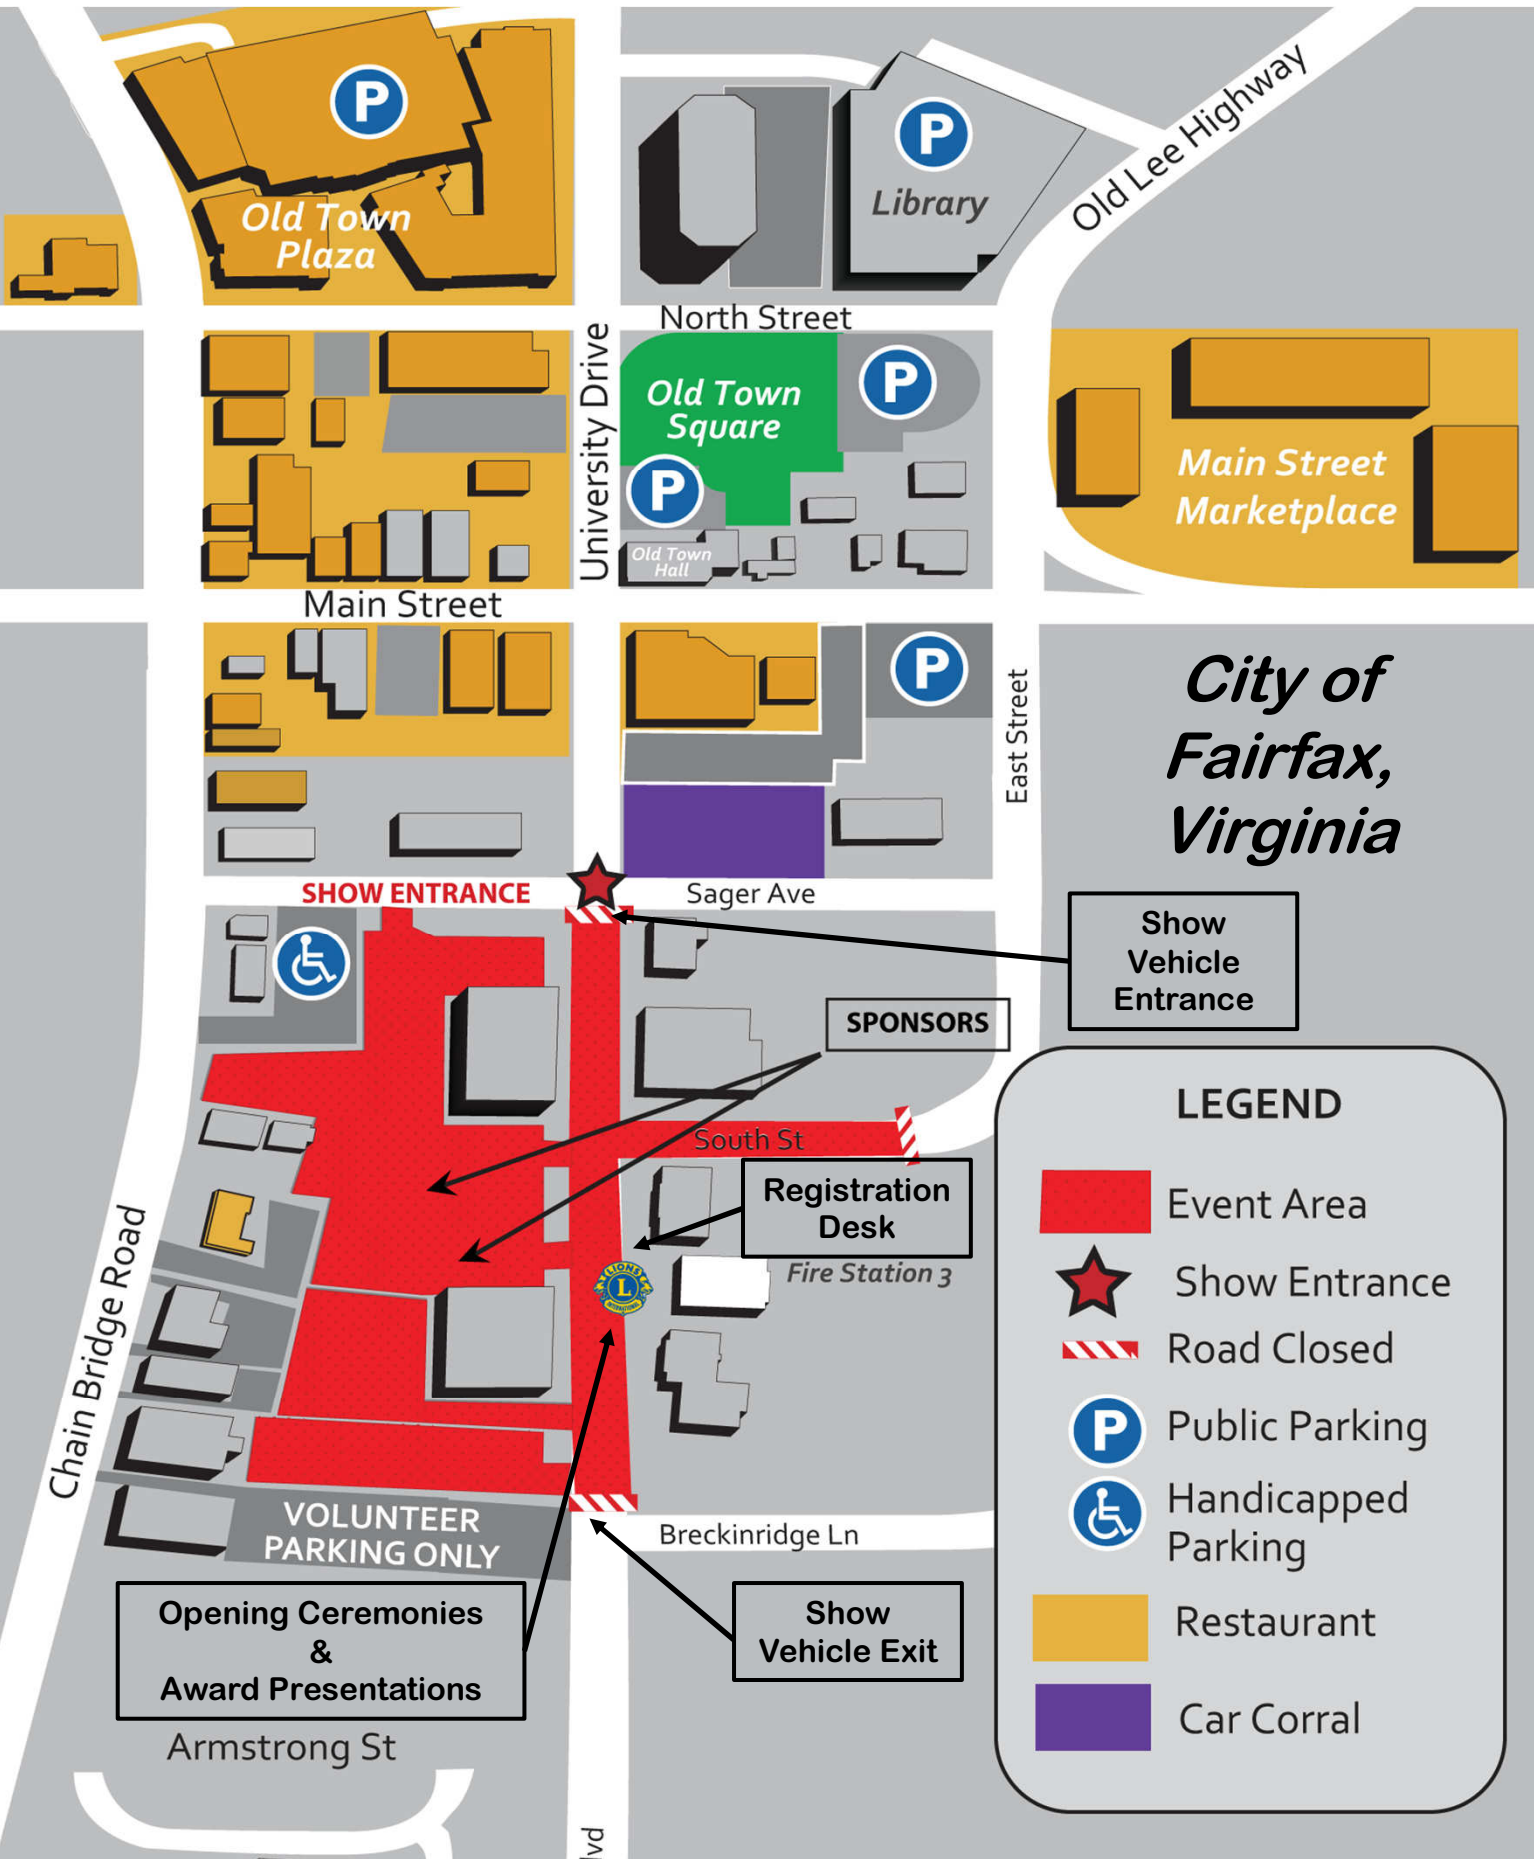 P
P
Library
Old Lee Highway
Old Town
Plaza
North Street
University Drive
Old Town
Square
P
P
Old Town
Hall
Main Street
Marketplace
Main Street
P
East Street
City of
Fairfax,
Virginia
SHOW ENTRANCE
Sager Ave
Show
Vehicle
Entrance
SPONSORS
South St
Registration
Desk
Fire Station 3
LIONS
L
INTERNATIONAL
Chain Bridge Road
VOLUNTEER
PARKING ONLY
Breckinridge Ln
Opening Ceremonies
&
Award Presentations
Show
Vehicle Exit
Armstrong St
lvd
LEGEND
Event Area
Show Entrance
Road Closed
P
Public Parking
Handicapped
Parking
Restaurant
Car Corral